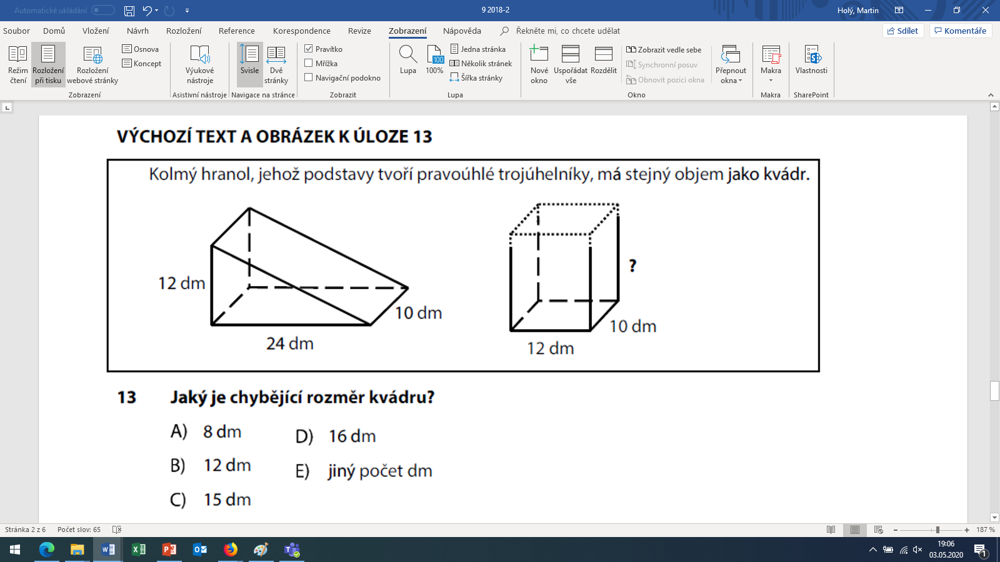 Automatické ukládání
9 2018-2
Holý, Martin
Soubor Domů Vložení Návrh Rozložení Reference Korespondence Revize Zobrazení Nápověda Řekněte mi, co chcete udělat Sdílet Komentáře
Režim čtení
Rozložení při tisku
Rozložení webové stránky
Osnova
Koncept
Zobrazení
Výukové nástroje
Asistivní nástroje
Svisle
Dvě stránky
Navigace na stránce
Pravítko
Mřížka
Navigační podokno
Zobrazit
Lupa
100
100%
Jedna stránka
Několik stránek
Šířka stránky
Lupa
Nové okno
Uspořádat vše
Rozdělit
Zobrazit vedle sebe
Synchronní posuv
Obnovit pozici okna
Přepnout okna
Okno
Makra
Makra
Vlastnosti
SharePoint
VÝCHOZÍ TEXT A OBRÁZEK K ÚLOZE 13
Kolmý hranol, jehož podstavy tvoří pravoúhlé trojúhelníky, má stejný objem jako kvádr.
12 dm
10 dm
24 dm
?
10 dm
12 dm
13 Jaký je chybějící rozměr kvádru?
A) 8 dm
B) 12 dm
C) 15 dm
D) 16 dm
E) jiný počet dm
Stránka 2 z 6 Počet slov: 65
187 %
19:06
03.05.2020
1